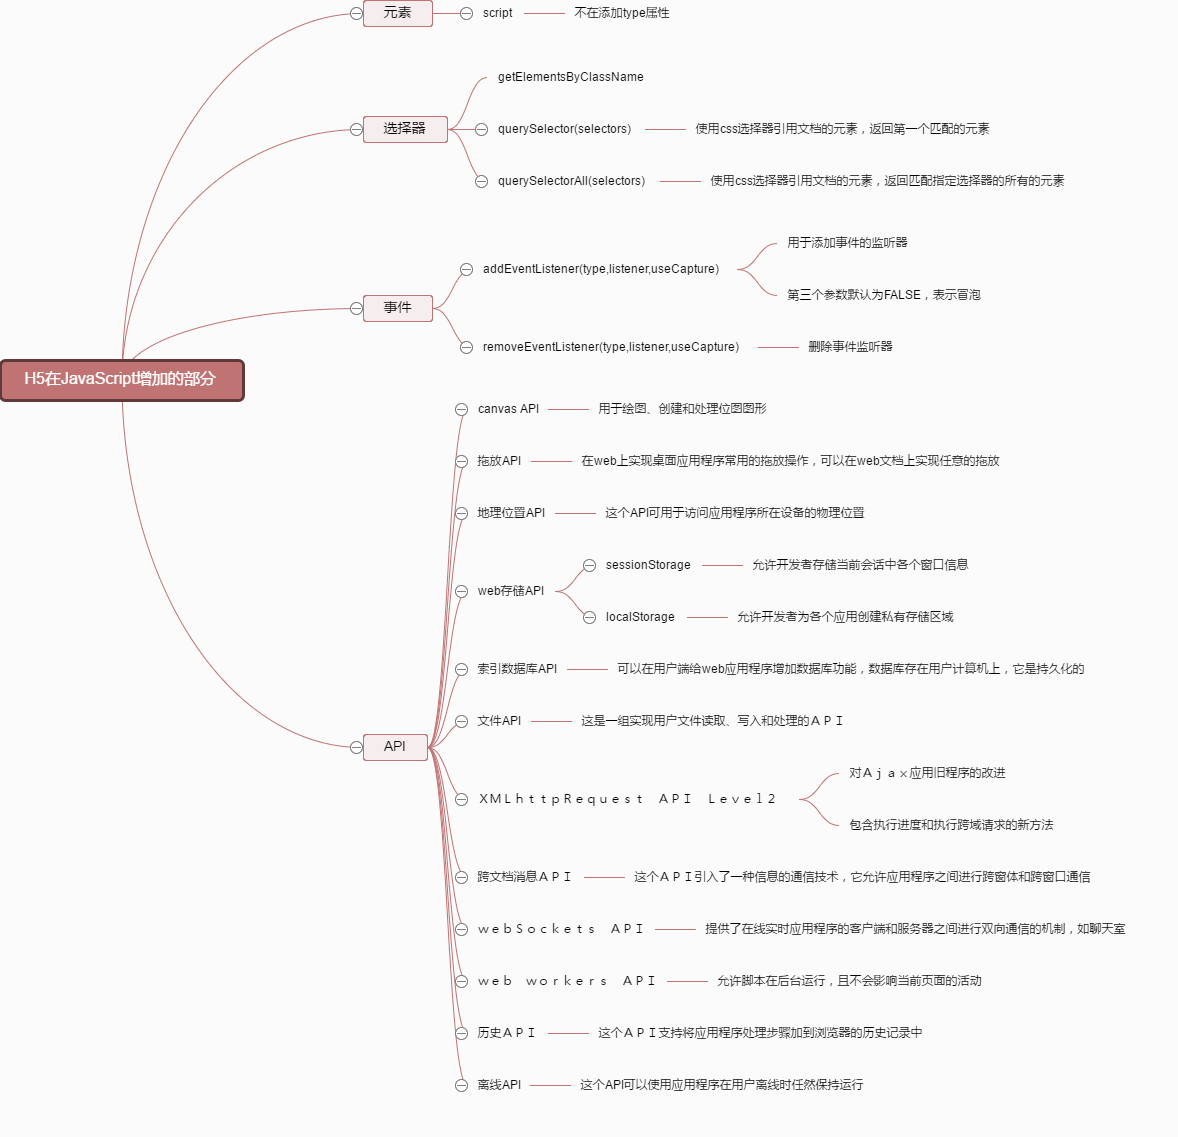 元素
script
不在添加type属性
getElementsByClassName
选择器
querySelector(selectors)
使用css选择器引用文档的元素，返回第一个匹配的元素
querySelectorAll(selectors)
使用css选择器引用文档的元素，返回匹配指定选择器的所有的元素
用于添加事件的监听器
addEventListener(type,listener,useCapture)
第三个参数默认为FALSE，表示冒泡
事件
removeEventListener(type,listener,useCapture)
删除事件监听器
H5在JavaScript增加的部分
canvas API
用于绘图、创建和处理位图图形
拖放API
在web上实现桌面应用程序常用的拖放操作，可以在web文档上实现任意的拖放
地理位置API
这个API可用于访问应用程序所在设备的物理位置
sessionStorage
允许开发者存储当前会话中各个窗口信息
web存储API
localStorage
允许开发者为各个应用创建私有存储区域
索引数据库API
可以在用户端给web应用程序增加数据库功能，数据库存在用户计算机上，它是持久化的
文件API
这是一组实现用户文件读取、写入和处理的ＡＰＩ
API
对Ａｊａｘ应用旧程序的改进
ＸＭＬｈｔｔｐＲｅｑｕｅｓｔ　ＡＰＩ　Ｌｅｖｅｌ２
包含执行进度和执行跨域请求的新方法
跨文档消息ＡＰＩ
这个ＡＰＩ引入了一种信息的通信技术，它允许应用程序之间进行跨窗体和跨窗口通信
ｗｅｂＳｏｃｋｅｔｓ　ＡＰＩ
提供了在线实时应用程序的客户端和服务器之间进行双向通信的机制，如聊天室
ｗｅｂ　ｗｏｒｋｅｒｓ　ＡＰＩ
允许脚本在后台运行，且不会影响当前页面的活动
历史ＡＰＩ
这个ＡＰＩ支持将应用程序处理步骤加到浏览器的历史记录中
离线API
这个API可以使用应用程序在用户离线时任然保持运行